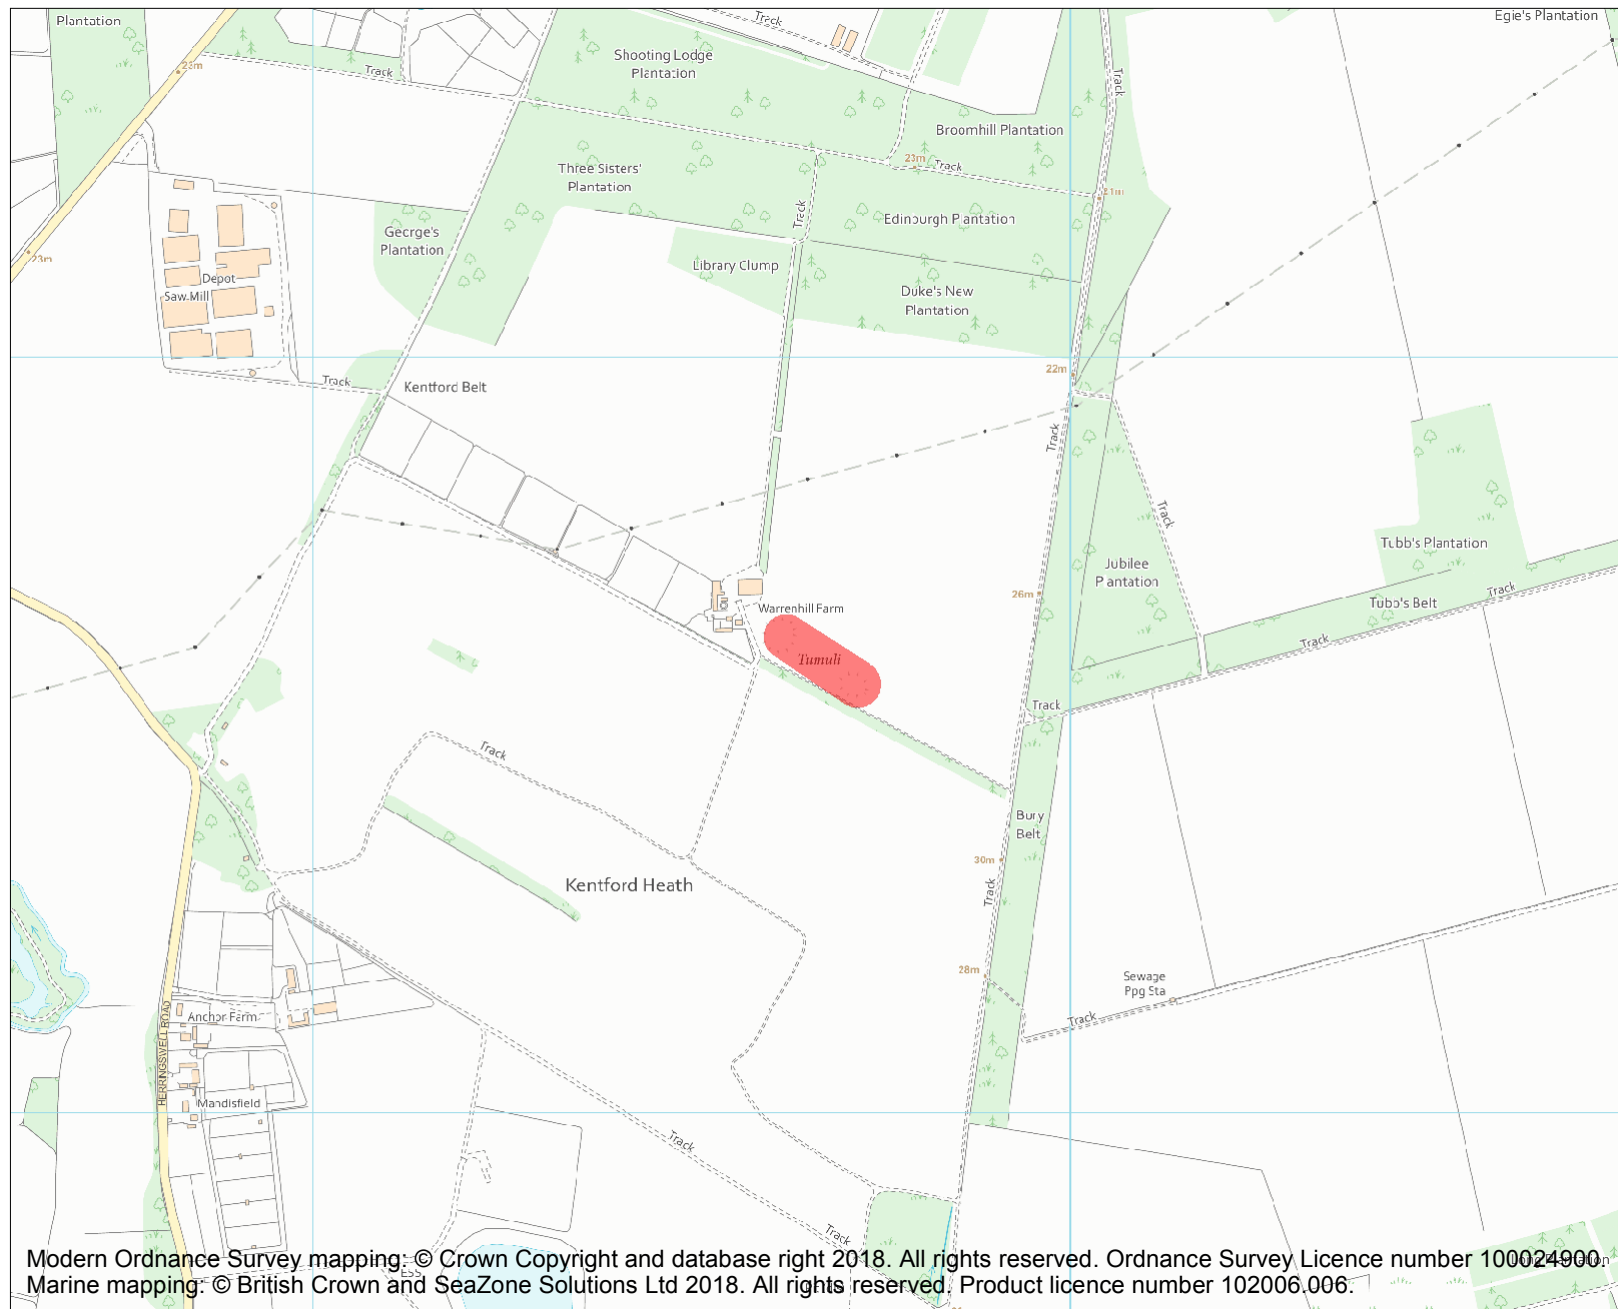 Plantation
Track
Egie's Plantation
23m
Track
Shooting Lodge
Plantation
Track
Broomhill Plantation
23m
Track
Three Sisters'
Plantation
21m
Track
Edinburgh Plantation
George's
Plantation
23m
Library Clump
Depot
Saw Mill
Duke's New
Plantation
22m
Track
Kentford Belt
Track
Track
Tubb's Plantation
Jubilee
Plantation
26m
Warrenhill Farm
Tubb's Belt
Track
Track
Tumuli
Track
Track
Bury
Belt
30m
Kentford Heath
Track
28m
Sewage
Ppg Sta
Anchor Farm
Track
HERRINGSWELL ROAD
Mandisfield
Track
Track
Long Plantation
ESS
Modern Ordnance Survey mapping: © Crown Copyright and database right 2018. All rights reserved. Ordnance Survey Licence number 100024900.
Marine mapping: © British Crown and SeaZone Solutions Ltd 2018. All rights reserved. Product licence number 102006.006.